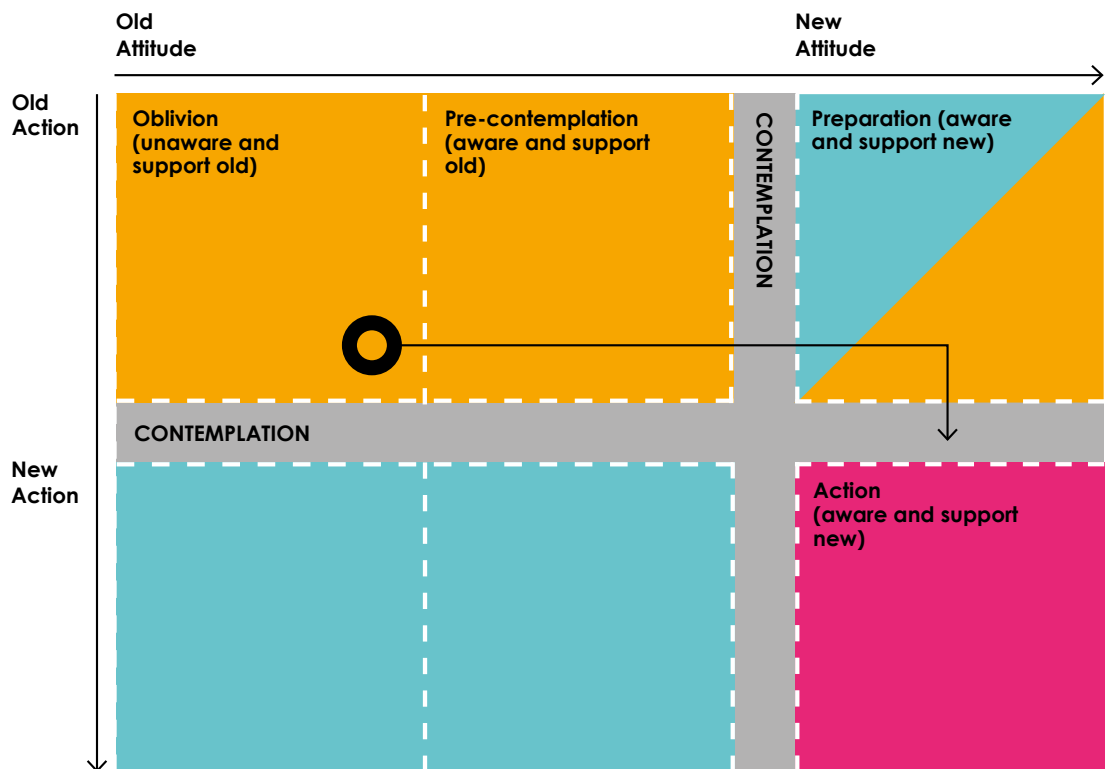 Old
Attitude
New
Attitude
Old
Action
Oblivion
(unaware and
support old)
Pre-contemplation
(aware and support
old)
CONTEMPLATION
Preparation (aware
and support new)
CONTEMPLATION
New
Action
Action
(aware and support
new)